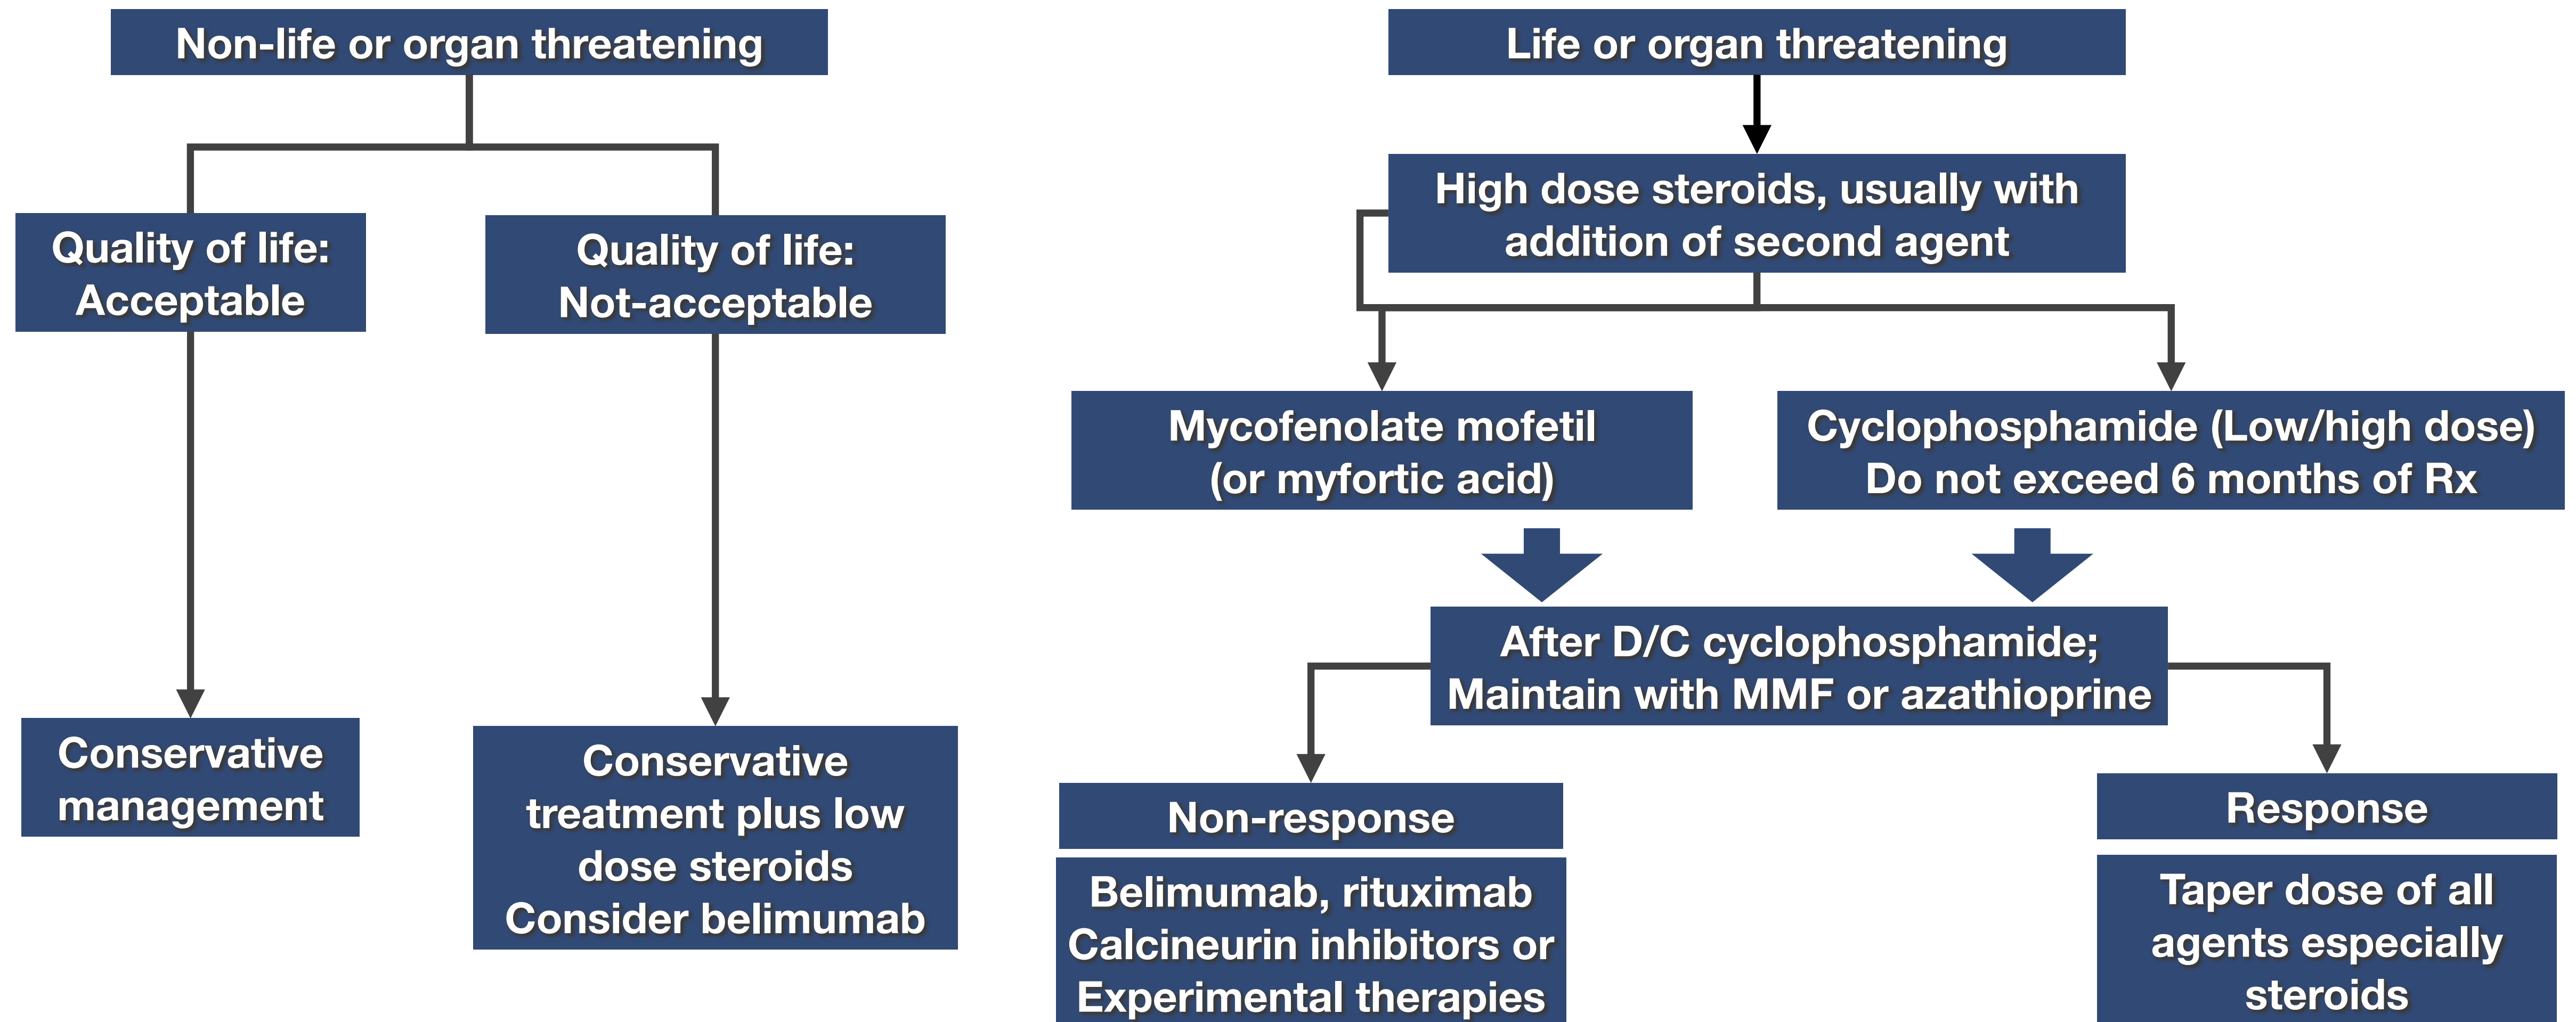 Non-life or organ threatening
Quality of life:
Acceptable
Quality of life:
Not-acceptable
Conservative
management
Conservative
treatment plus low
dose steroids
Consider belimumab
Life or organ threatening
High dose steroids, usually with
addition of second agent
Mycofenolate mofetil
(or myfortic acid)
Cyclophosphamide (Low/high dose)
Do not exceed 6 months of Rx
After D/C cyclophosphamide;
Maintain with MMF or azathioprine
Non-response
Belimumab, rituximab
Calcineurin inhibitors or
Experimental therapies
Response
Taper dose of all
agents especially
steroids